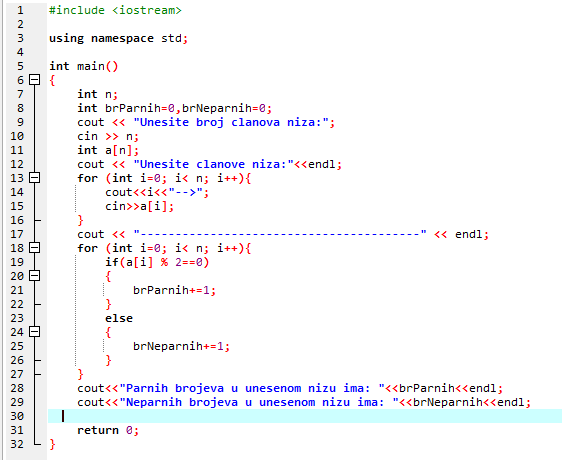 1 #include <iostream>
2
3 using namespace std;
4
5 int main()
6 {
7 int n;
8 int brParnih=0,brNeparnih=0;
9 cout << "Unesite broj clanova niza:";
10 cin >> n;
11 int a[n];
12 cout << "Unesite clanove niza:"<<endl;
13 for (int i=0; i< n; i++){
14 cout<<i<<"-->";
15 cin>>a[i];
16 }
17 cout << "----------------------------------------" << endl;
18 for (int i=0; i< n; i++){
19 if(a[i] % 2==0)
20 {
21 brParnih+=1;
22 }
23 else
24 {
25 brNeparnih+=1;
26 }
27 }
28 cout<<"Parnih brojeva u unesenom nizu ima: "<<brParnih<<endl;
29 cout<<"Neparnih brojeva u unesenom nizu ima: "<<brNeparnih<<endl;
30
31 return 0;
32 }